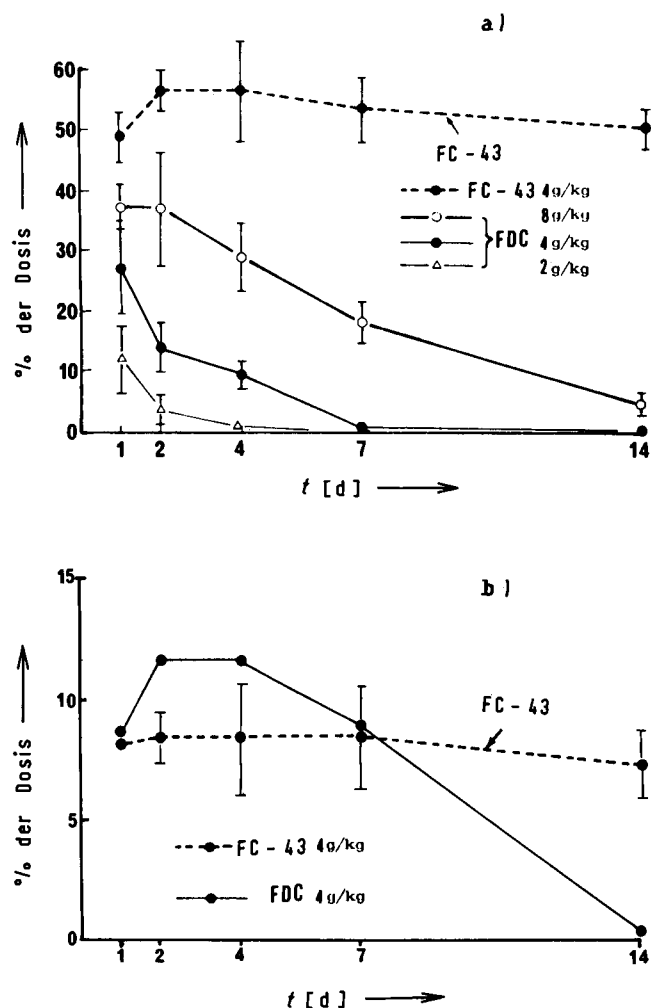 a)
60
50
40
30
20
10
0
% der Dosis
FC-43
FC-43 4g/kg
8g/kg
FDC 4g/kg
2g/kg
1 2 4 7 14
t [d]
b)
15
10
5
0
% der Dosis
FC-43
FC-43 4g/kg
FDC 4g/kg
1 2 4 7 14
t [d]